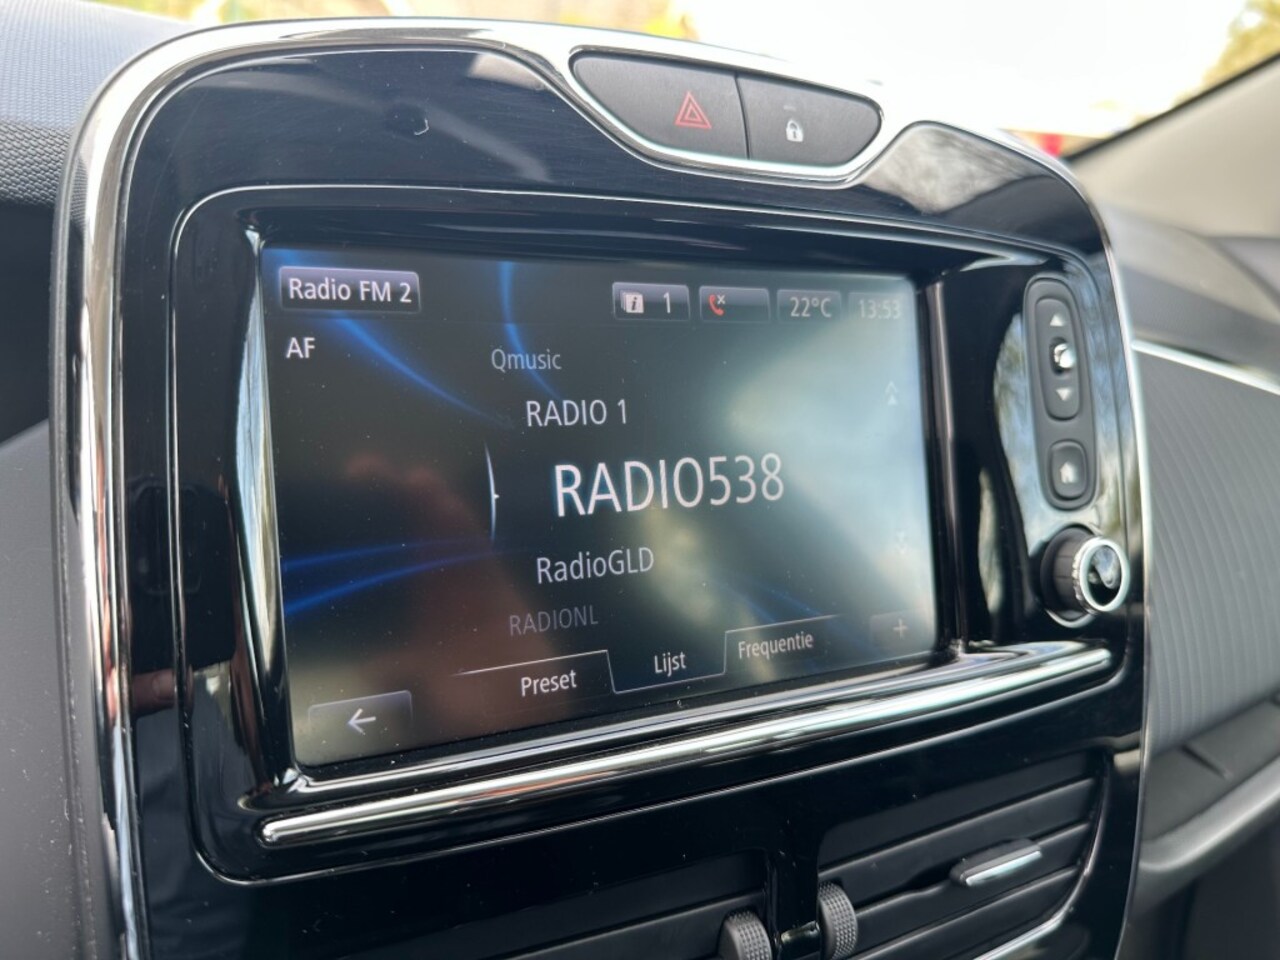 Radio FM 2
1
22°C
13:53
AF
Qmusic
RADIO 1
RADIO538
RadioGLD
RADIONL
Preset
Lijst
Frequentie
+